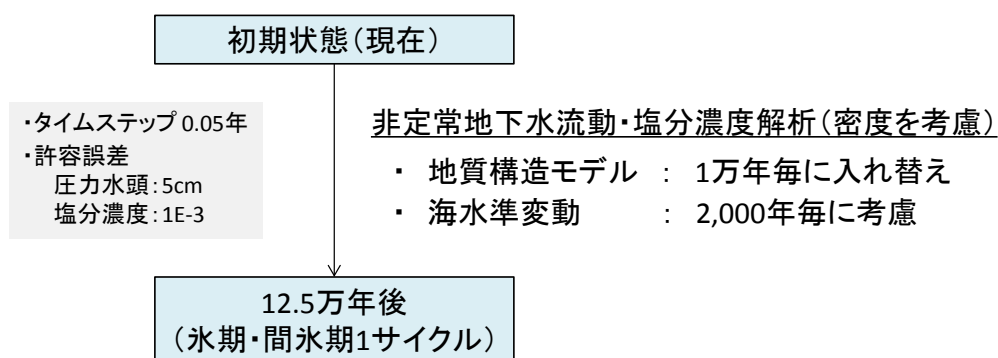 初期状態（現在）
・タイムステップ 0.05年
・許容誤差
圧力水頭：5cm
塩分濃度：1E-3
非定常地下水流動・塩分濃度解析（密度を考慮）
・ 地質構造モデル ： 1万年毎に入れ替え
・ 海水準変動 ： 2,000年毎に考慮
12.5万年後
（氷期・間氷期1サイクル）